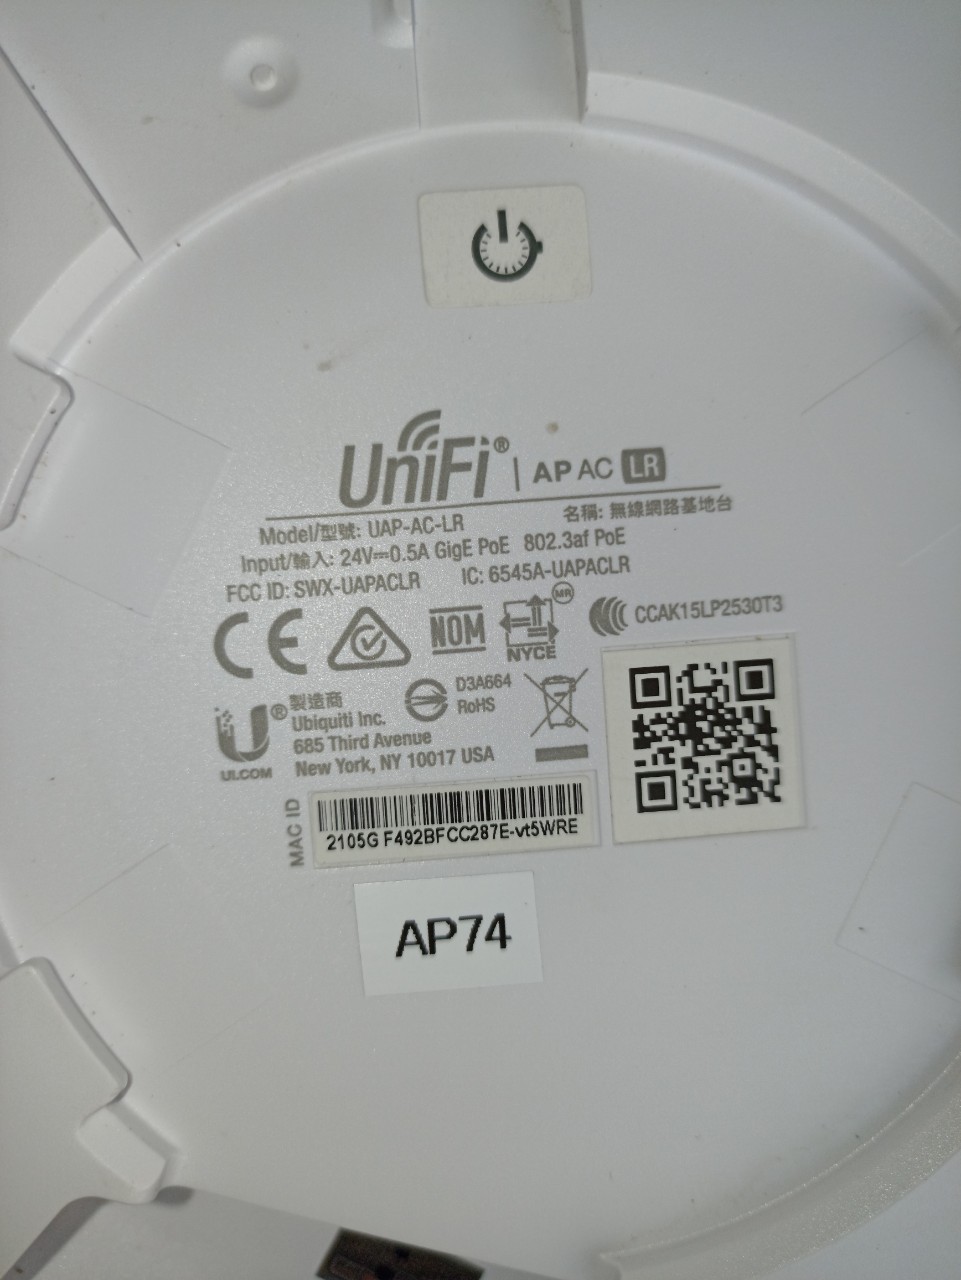 UniFi® | AP AC LR
Model/型號: UAP-AC-LR 名稱: 無線網路基地台
Input/輸入: 24V⎓0.5A GigE PoE 802.3af PoE
FCC ID: SWX-UAPACLR IC: 6545A-UAPACLR
CE NOM NYCE MR CCAK15LP2530T3
U® UI.COM
製造商
Ubiquiti Inc.
685 Third Avenue
New York, NY 10017 USA
D3A664
RoHS
MAC ID
2105G F492BFCC287E-vt5WRE
AP74